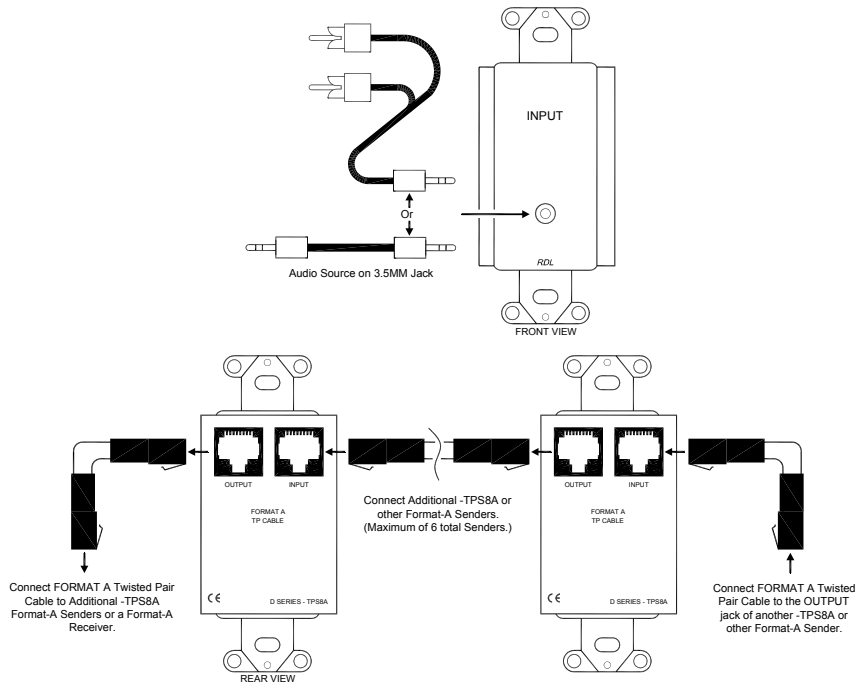 INPUT
Or
Audio Source on 3.5MM Jack
RDL
FRONT VIEW
OUTPUT
INPUT
FORMAT A
TP CABLE
D SERIES - TPS8A
CE
REAR VIEW
Connect FORMAT A Twisted Pair
Cable to Additional -TPS8A
Format-A Senders or a Format-A
Receiver.
Connect Additional -TPS8A or
other Format-A Senders.
(Maximum of 6 total Senders.)
OUTPUT
INPUT
FORMAT A
TP CABLE
CE
D SERIES - TPS8A
Connect FORMAT A Twisted
Pair Cable to the OUTPUT
jack of another -TPS8A or
other Format-A Sender.